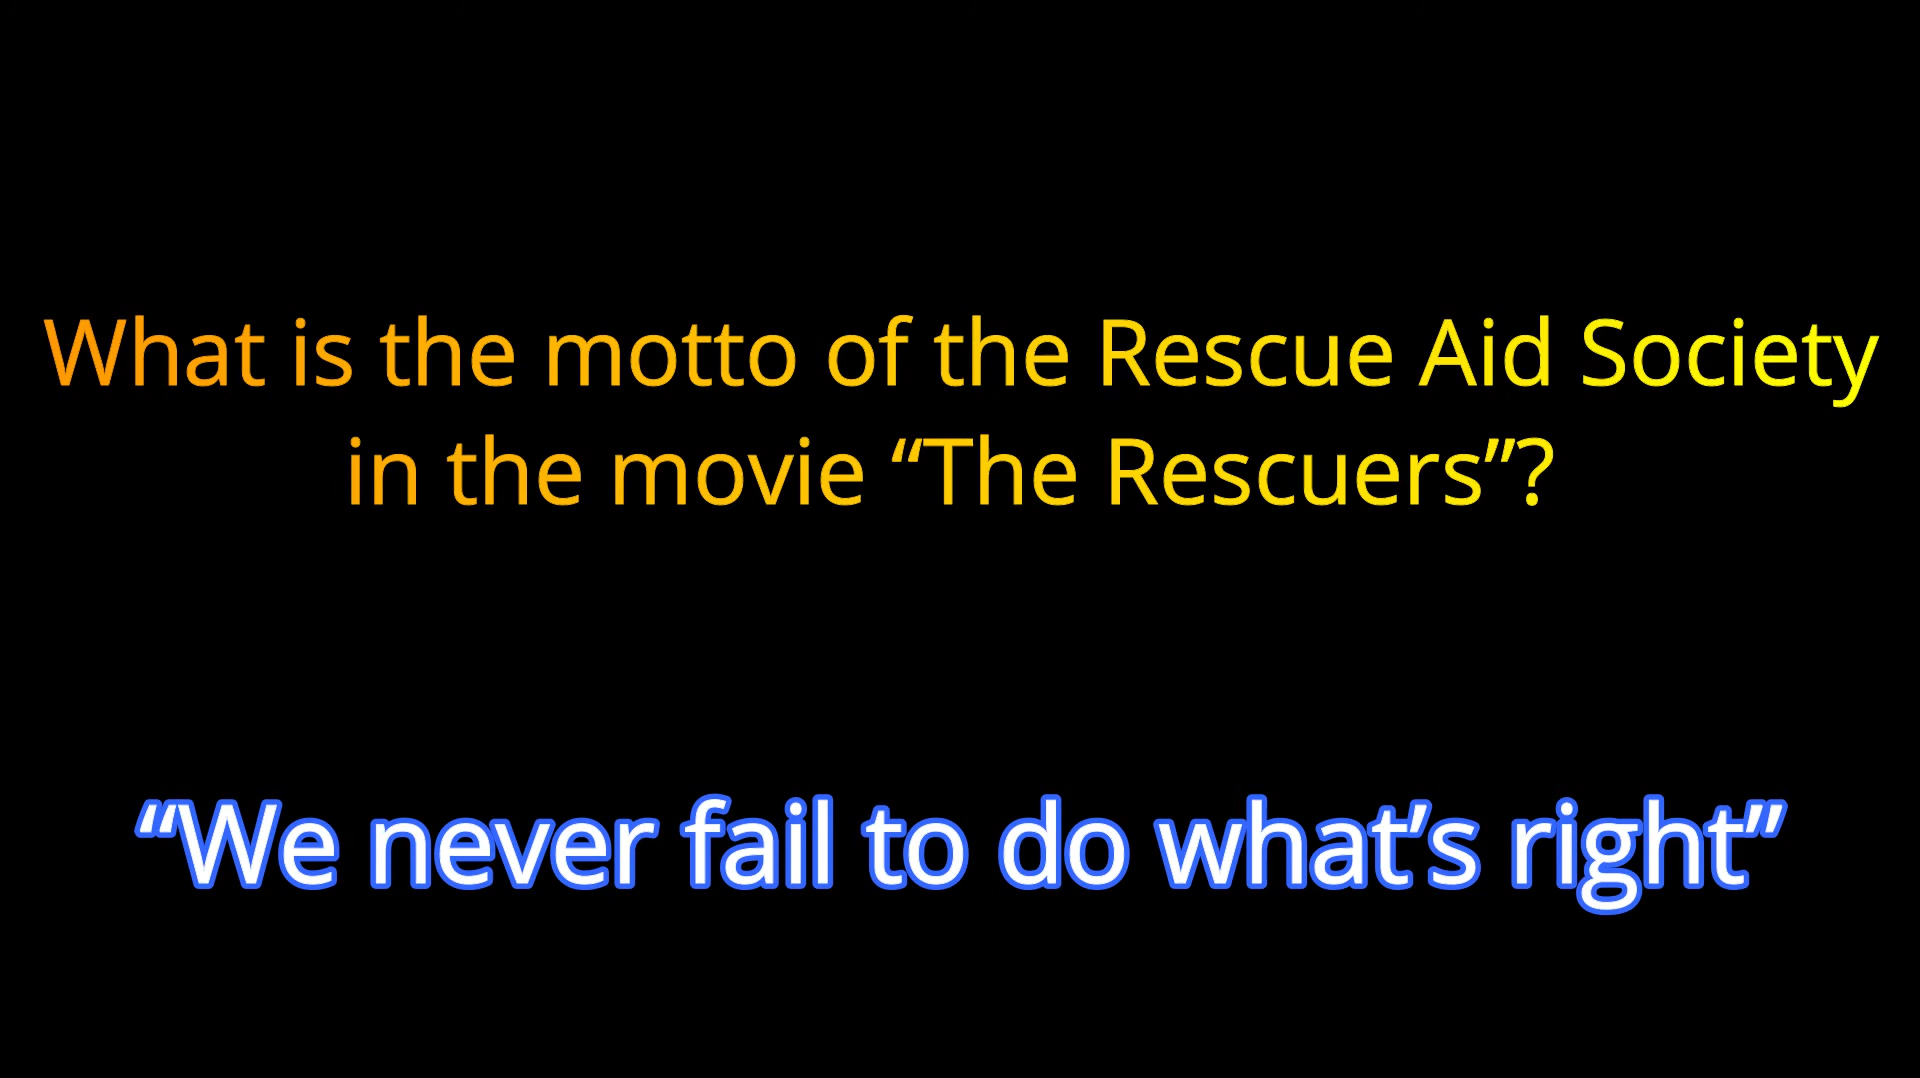 What is the motto of the Rescue Aid Society
in the movie “The Rescuers”?
“We never fail to do what’s right”